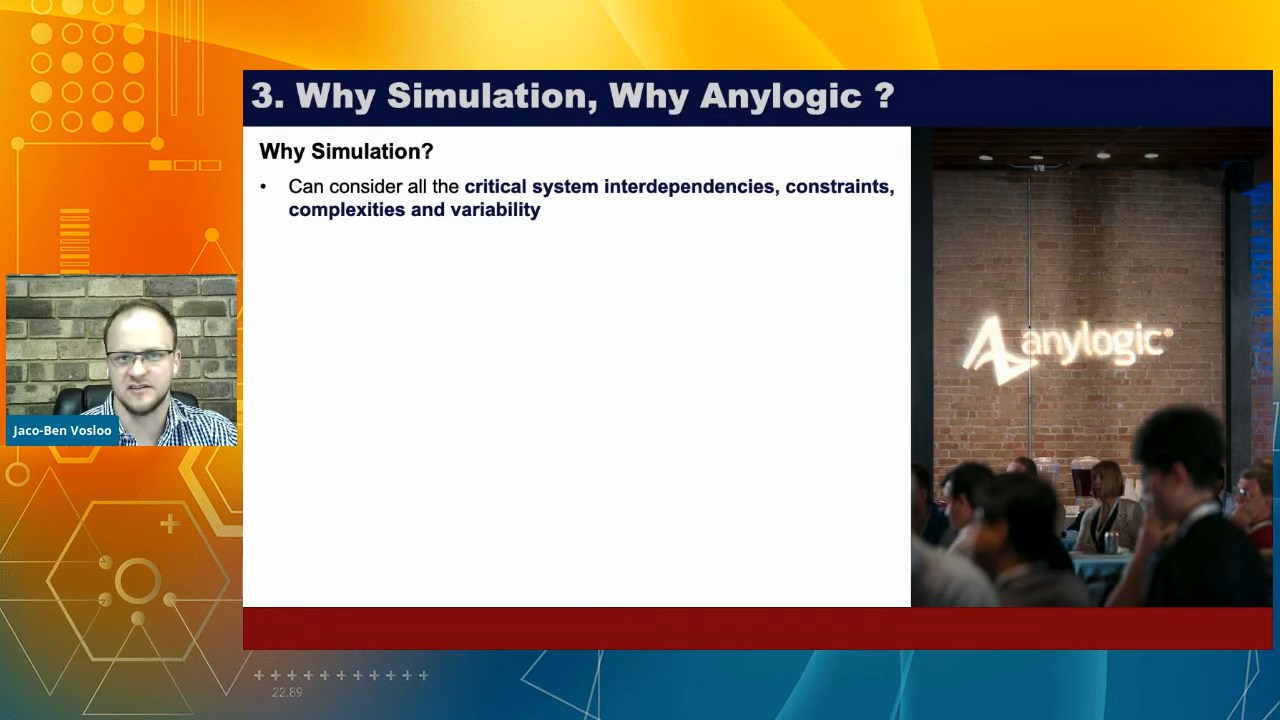 3. Why Simulation, Why Anylogic ?
Why Simulation?
• Can consider all the critical system interdependencies, constraints,
complexities and variability
anylogic®
Jaco-Ben Vosloo
22.89